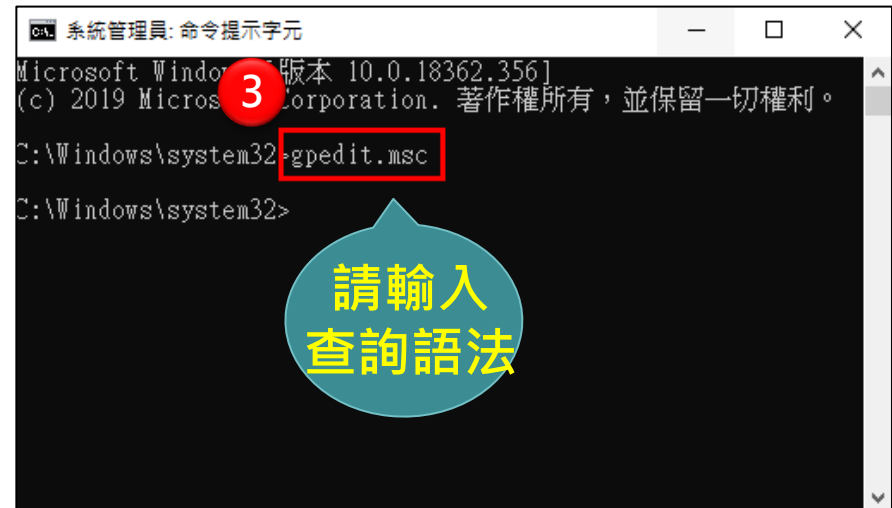 系統管理員: 命令提示字元
Microsoft Windo 版本 10.0.18362.356]
(c) 2019 Micros orporation. 著作權所有，並保留一切權利。
3
C:\Windows\system32>gpedit.msc
C:\Windows\system32>
請輸入
查詢語法